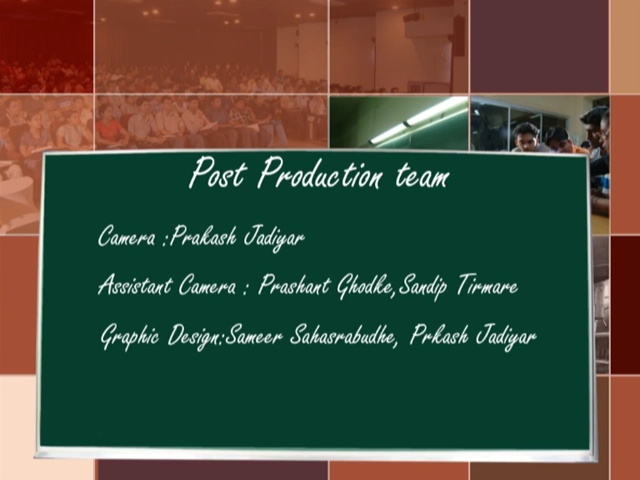 Post Production team
Camera :Prakash Jadiyar
Assistant Camera : Prashant Ghodke,Sandip Tirmare
Graphic Design:Sameer Sahasrabudhe, Prkash Jadiyar